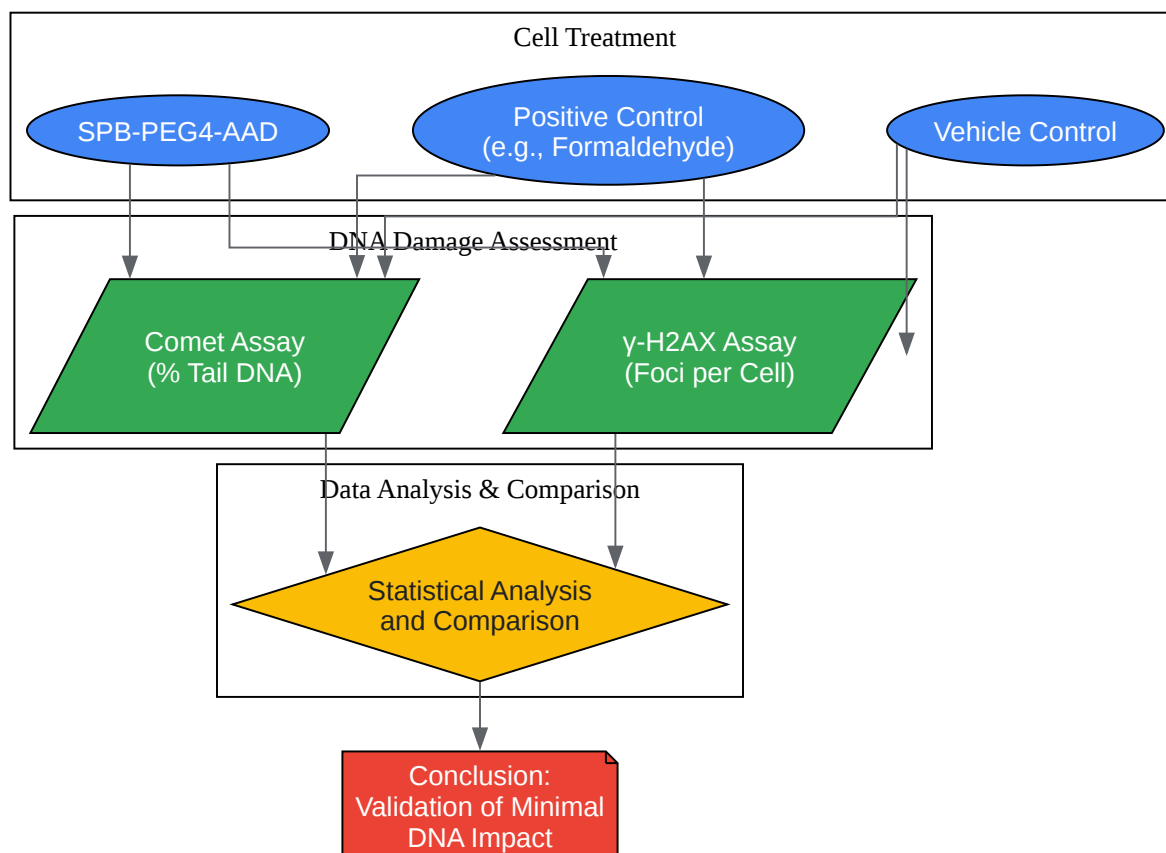 Cell Treatment
SPB-PEG4-AAD
Positive Control
(e.g., Formaldehyde)
Vehicle Control
DNA Damage Assessment
Comet Assay
(% Tail DNA)
γ-H2AX Assay
(Foci per Cell)
Data Analysis & Comparison
Statistical Analysis
and Comparison
Conclusion:
Validation of Minimal
DNA Impact